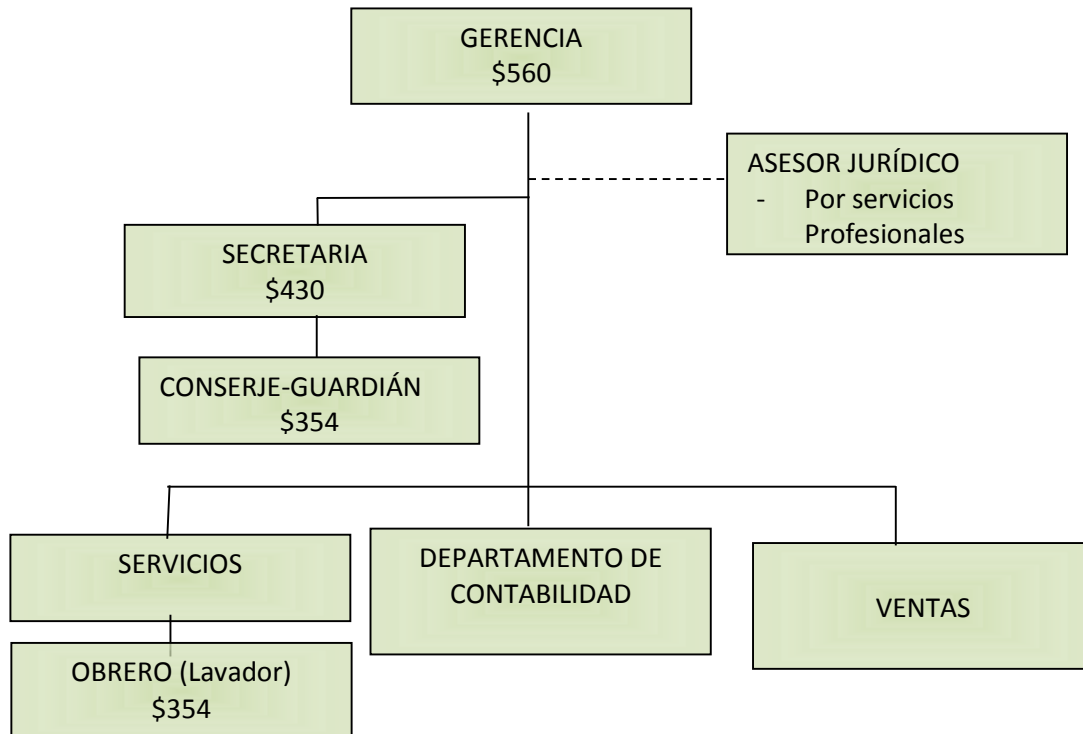 GERENCIA
$560
ASESOR JURÍDICO
- Por servicios
Profesionales
SECRETARIA
$430
CONSERJE-GUARDIÁN
$354
SERVICIOS
DEPARTAMENTO DE
CONTABILIDAD
VENTAS
OBRERO (Lavador)
$354